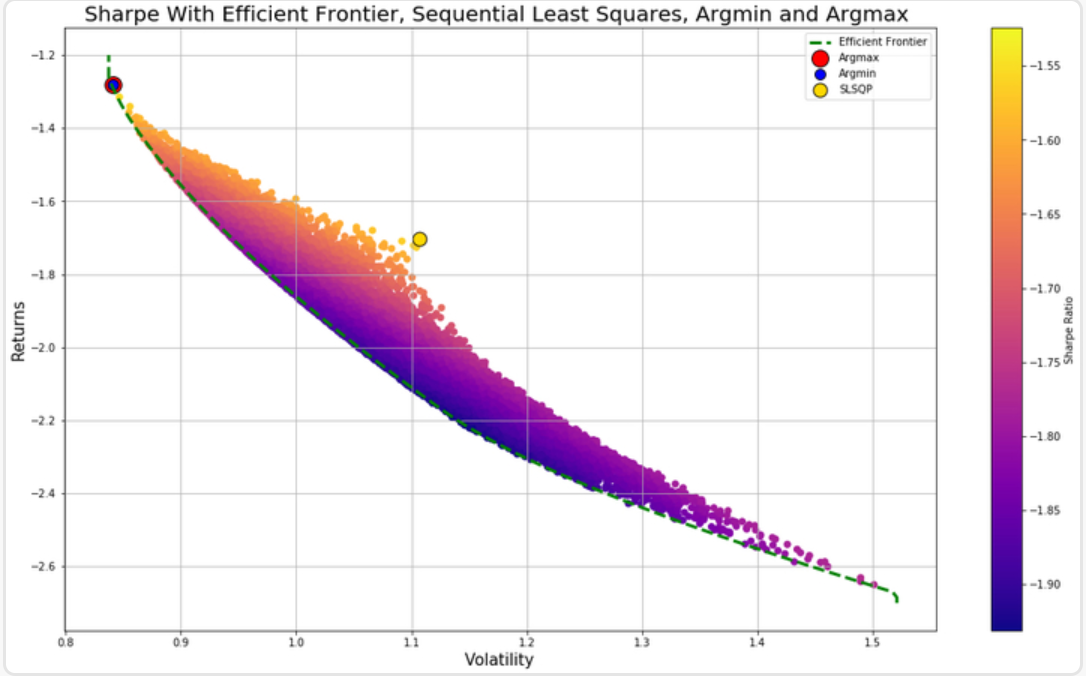 Sharpe With Efficient Frontier, Sequential Least Squares, Argmin and Argmax
Efficient Frontier
Argmax
Argmin
SLSQP
Returns
−1.2
−1.4
−1.6
−1.8
−2.0
−2.2
−2.4
−2.6
0.8 0.9 1.0 1.1 1.2 1.3 1.4 1.5
Volatility
−1.55
−1.60
−1.65
−1.70
−1.75
−1.80
−1.85
−1.90
Sharpe Ratio